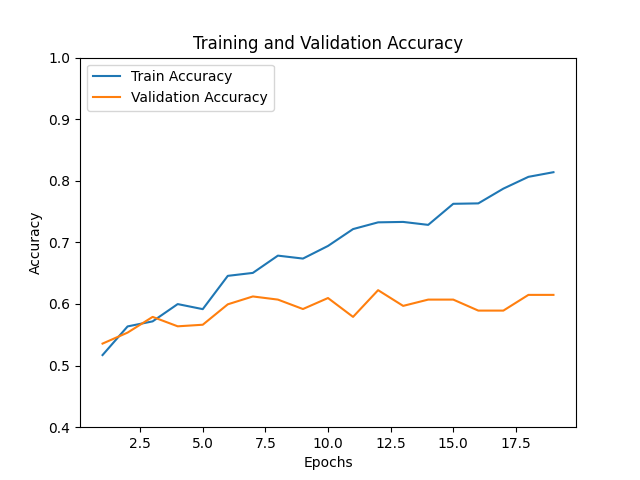 Training and Validation Accuracy
Train Accuracy
Validation Accuracy
1.0
0.9
0.8
0.7
0.6
0.5
0.4
Accuracy
2.5 5.0 7.5 10.0 12.5 15.0 17.5
Epochs